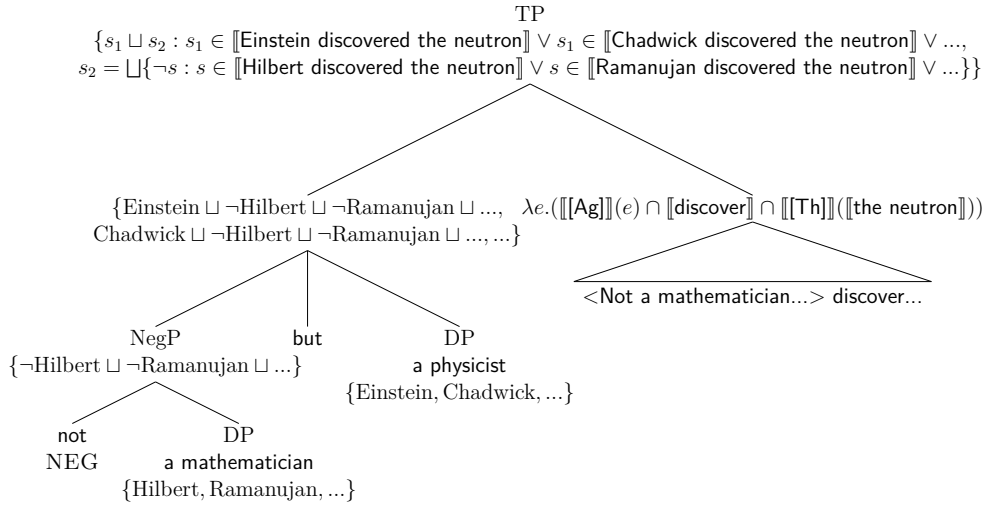 TP
{s₁ ⊔ s₂ : s₁ ∈ ⟦Einstein discovered the neutron⟧ ∨ s₁ ∈ ⟦Chadwick discovered the neutron⟧ ∨ ...,
s₂ = ⨆{¬s : s ∈ ⟦Hilbert discovered the neutron⟧ ∨ s ∈ ⟦Ramanujan discovered the neutron⟧ ∨ ...}}
{Einstein ⊔ ¬Hilbert ⊔ ¬Ramanujan ⊔ ..., λe.(⟦[Ag]⟧(e) ∩ ⟦discover⟧ ∩ ⟦[Th]⟧(⟦the neutron⟧))
Chadwick ⊔ ¬Hilbert ⊔ ¬Ramanujan ⊔ ..., ...}
<Not a mathematician...> discover...
NegP but DP
{¬Hilbert ⊔ ¬Ramanujan ⊔ ...} a physicist
{Einstein, Chadwick, ...}
not DP
NEG a mathematician
{Hilbert, Ramanujan, ...}